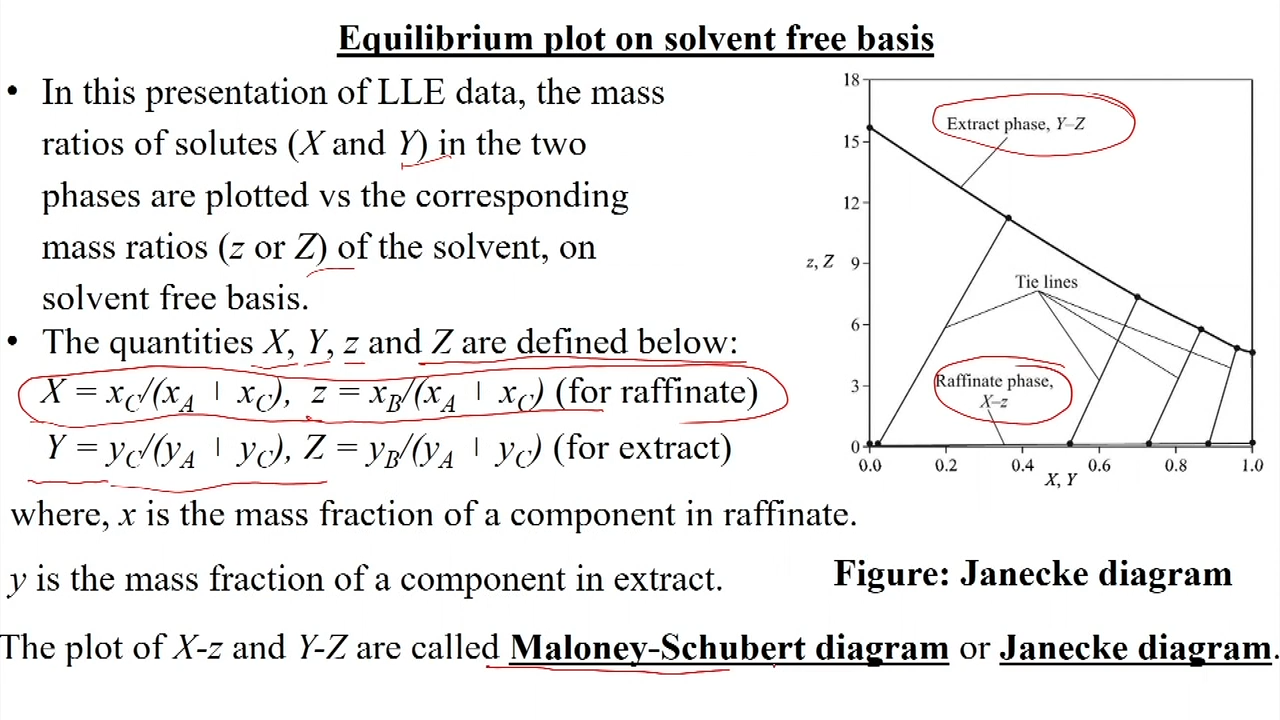 Equilibrium plot on solvent free basis
• In this presentation of LLE data, the mass
ratios of solutes (X and Y) in the two
phases are plotted vs the corresponding
mass ratios (z or Z) of the solvent, on
solvent free basis.
• The quantities X, Y, z and Z are defined below:
X = xC/(xA | xC), z = xB/(xA | xC) (for raffinate)
Y = yC/(yA | yC), Z = yB/(yA | yC) (for extract)
where, x is the mass fraction of a component in raffinate.
y is the mass fraction of a component in extract.
The plot of X-z and Y-Z are called Maloney-Schubert diagram or Janecke diagram.
18
15
12
z, Z 9
6
3
0
0.0 0.2 0.4 0.6 0.8 1.0
X, Y
Extract phase, Y–Z
Tie lines
Raffinate phase,
X–z
Figure: Janecke diagram